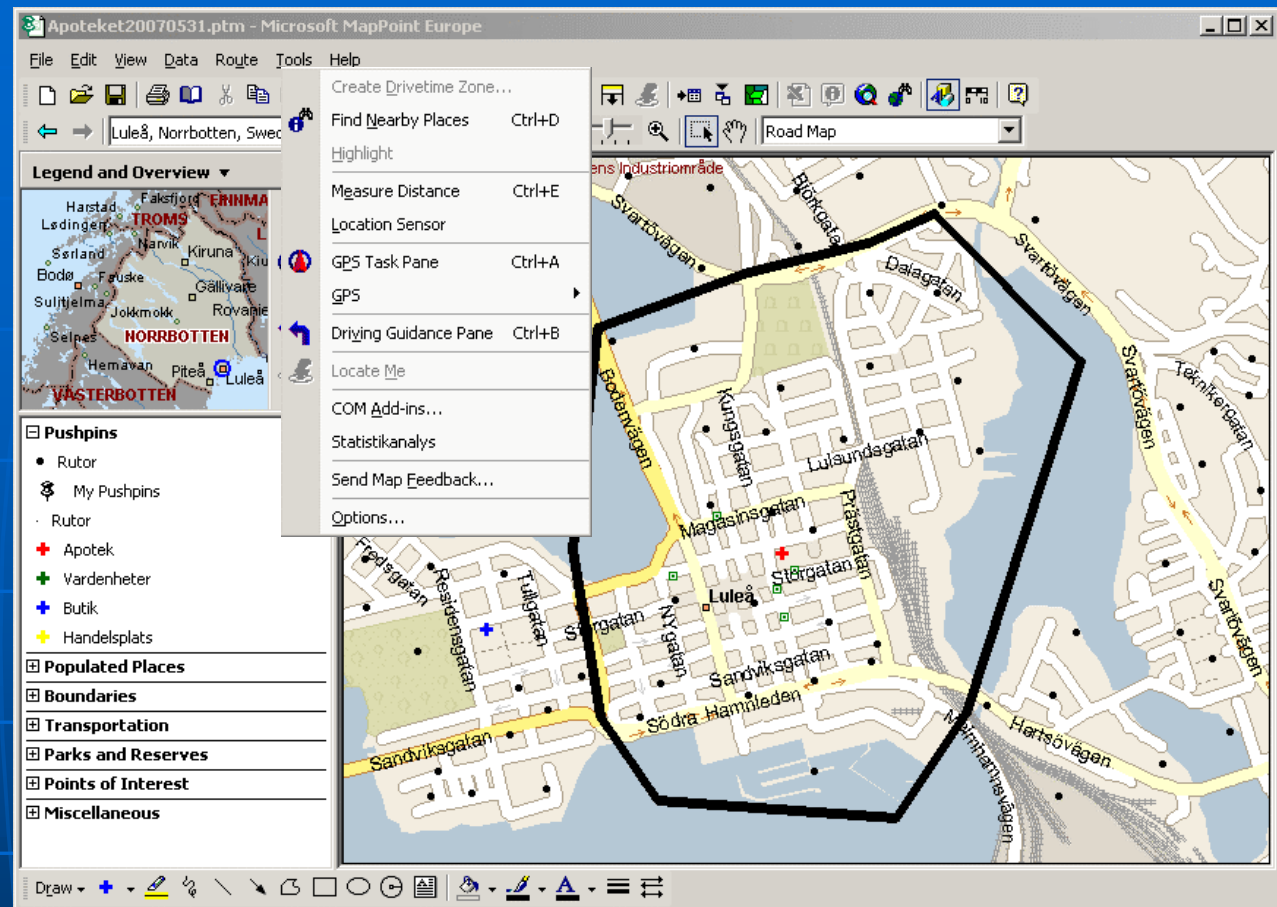 Apoteket20070531.ptm - Microsoft MapPoint Europe
File Edit View Data Route Tools Help
Luleå, Norrbotten, Swed
Road Map
Create Drivetime Zone...
Find Nearby Places Ctrl+D
Highlight
Measure Distance Ctrl+E
Location Sensor
GPS Task Pane Ctrl+A
GPS
Driving Guidance Pane Ctrl+B
Locate Me
COM Add-ins...
Statistikanalys
Send Map Feedback...
Options...
Legend and Overview
Harstad
Faksfjord
FINNMA
Lødingen
TROMS
Narvik
Sørland
Kiruna
Kiu
Bodø
Fauske
Gällivare
Sulitjelma
Jokkmokk
Rovanie
Selnes
NORRBOTTEN
Hemavan
Piteå
Luleå
VÄSTERBOTTEN
Pushpins
Rutor
My Pushpins
Rutor
Apotek
Vardenheter
Butik
Handelsplats
Populated Places
Boundaries
Transportation
Parks and Reserves
Points of Interest
Miscellaneous
ens Industriområde
Björkgatan
Svartövägen
Svartövägen
Dalagatan
Svartövägen
Teknikergatan
Bodenvägen
Kungsgatan
Lulsundsgatan
Magasinsgatan
Prästgatan
Fredsgatan
Residensgatan
Tullgatan
Storgatan
Storgatan
Luleå
NYgatan
Svartövägen
Sandviksgatan
Södra Hamnleden
Sandviksgatan
Malmhamnsvägen
Hertsövägen
Draw